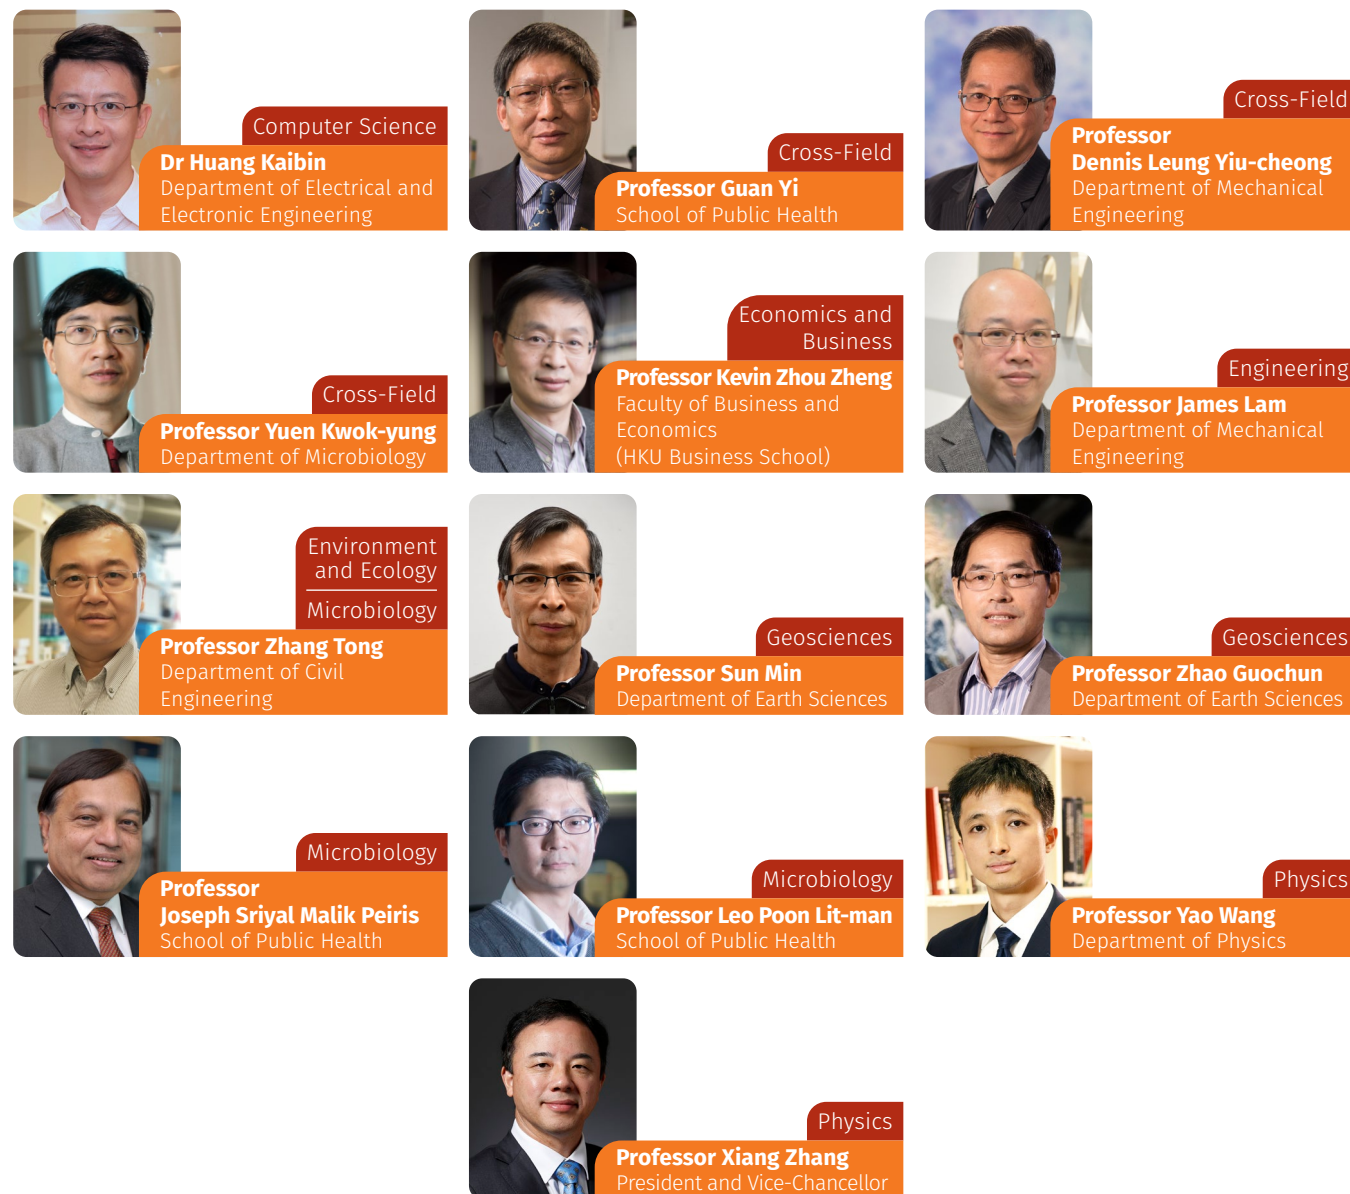 Computer Science
Dr Huang Kaibin
Department of Electrical and
Electronic Engineering
Cross-Field
Professor Guan Yi
School of Public Health
Cross-Field
Professor
Dennis Leung Yiu-cheong
Department of Mechanical
Engineering
Cross-Field
Professor Yuen Kwok-yung
Department of Microbiology
Economics and
Business
Professor Kevin Zhou Zheng
Faculty of Business and
Economics
(HKU Business School)
Engineering
Professor James Lam
Department of Mechanical
Engineering
Environment
and Ecology
Microbiology
Professor Zhang Tong
Department of Civil
Engineering
Geosciences
Professor Sun Min
Department of Earth Sciences
Geosciences
Professor Zhao Guochun
Department of Earth Sciences
Microbiology
Professor
Joseph Sriyal Malik Peiris
School of Public Health
Microbiology
Professor Leo Poon Lit-man
School of Public Health
Physics
Professor Yao Wang
Department of Physics
Physics
Professor Xiang Zhang
President and Vice-Chancellor